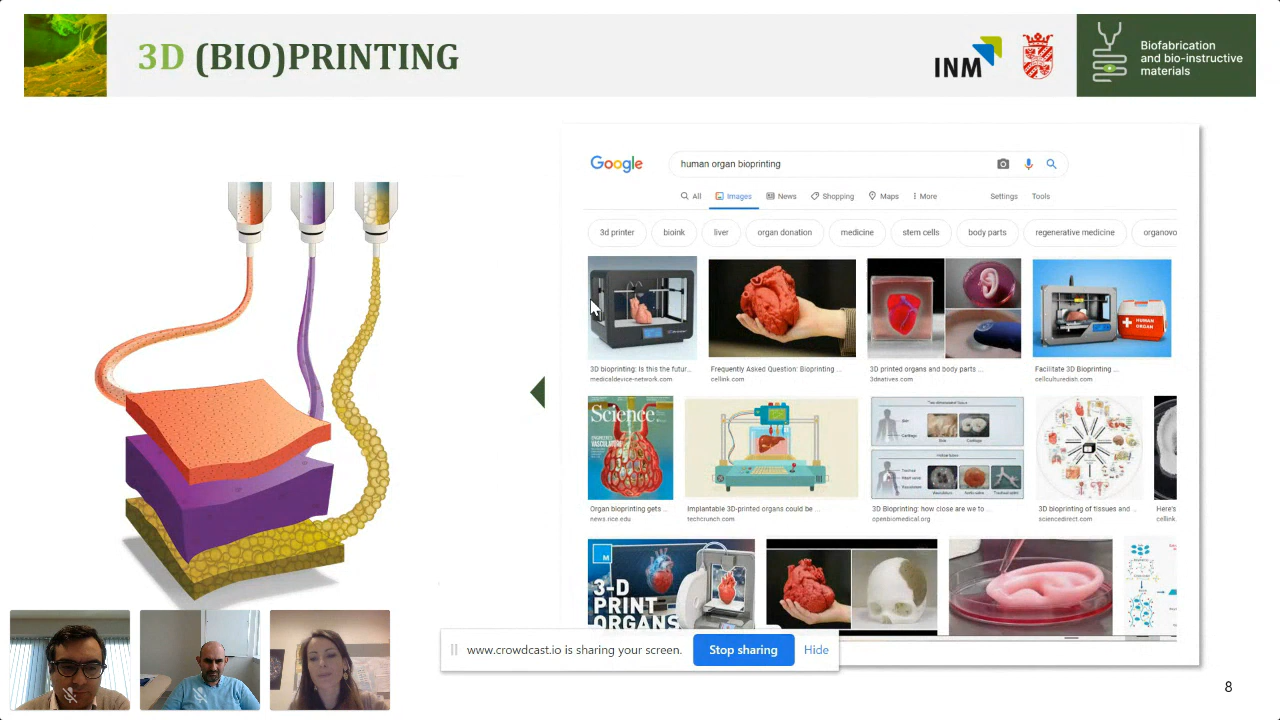 3D (BIO)PRINTING
INM
Biofabrication
and bio-instructive
materials
Google
human organ bioprinting
All
Images
News
Shopping
Maps
More
Settings
Tools
3d printer
bioink
liver
organ donation
medicine
stem cells
body parts
regenerative medicine
organovo
HUMAN
ORGAN
3D bioprinting: Is this the futur...
medicaldevice-network.com
Frequently Asked Question: Bioprinting ...
cellink.com
3D printed organs and body parts ...
3dnatives.com
Facilitate 3D Bioprinting ...
cellculturedish.com
Science
Organ bioprinting gets ...
news.rice.edu
Implantable 3D-printed organs could be ...
techcrunch.com
3D Bioprinting: how close are we to ...
openbiomedical.org
3D bioprinting of tissues and ...
sciencedirect.com
Here's
cellink.
M
3-D
PRINT
ORGANS
www.crowdcast.io is sharing your screen.
Stop sharing
Hide
8